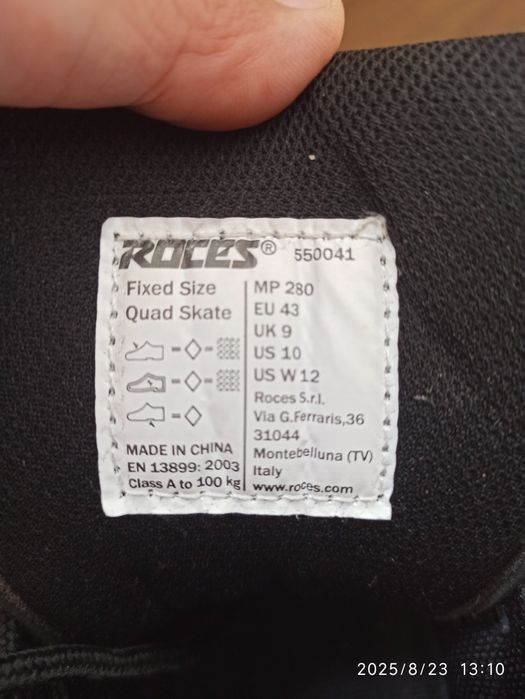 ROCES® 550041
Fixed Size
Quad Skate
MP 280
EU 43
UK 9
US 10
US W 12
Roces S.r.l.
Via G.Ferraris,36
31044
Montebelluna (TV)
Italy
www.roces.com
MADE IN CHINA
EN 13899: 2003
Class A to 100 kg
2025/8/23 13:10